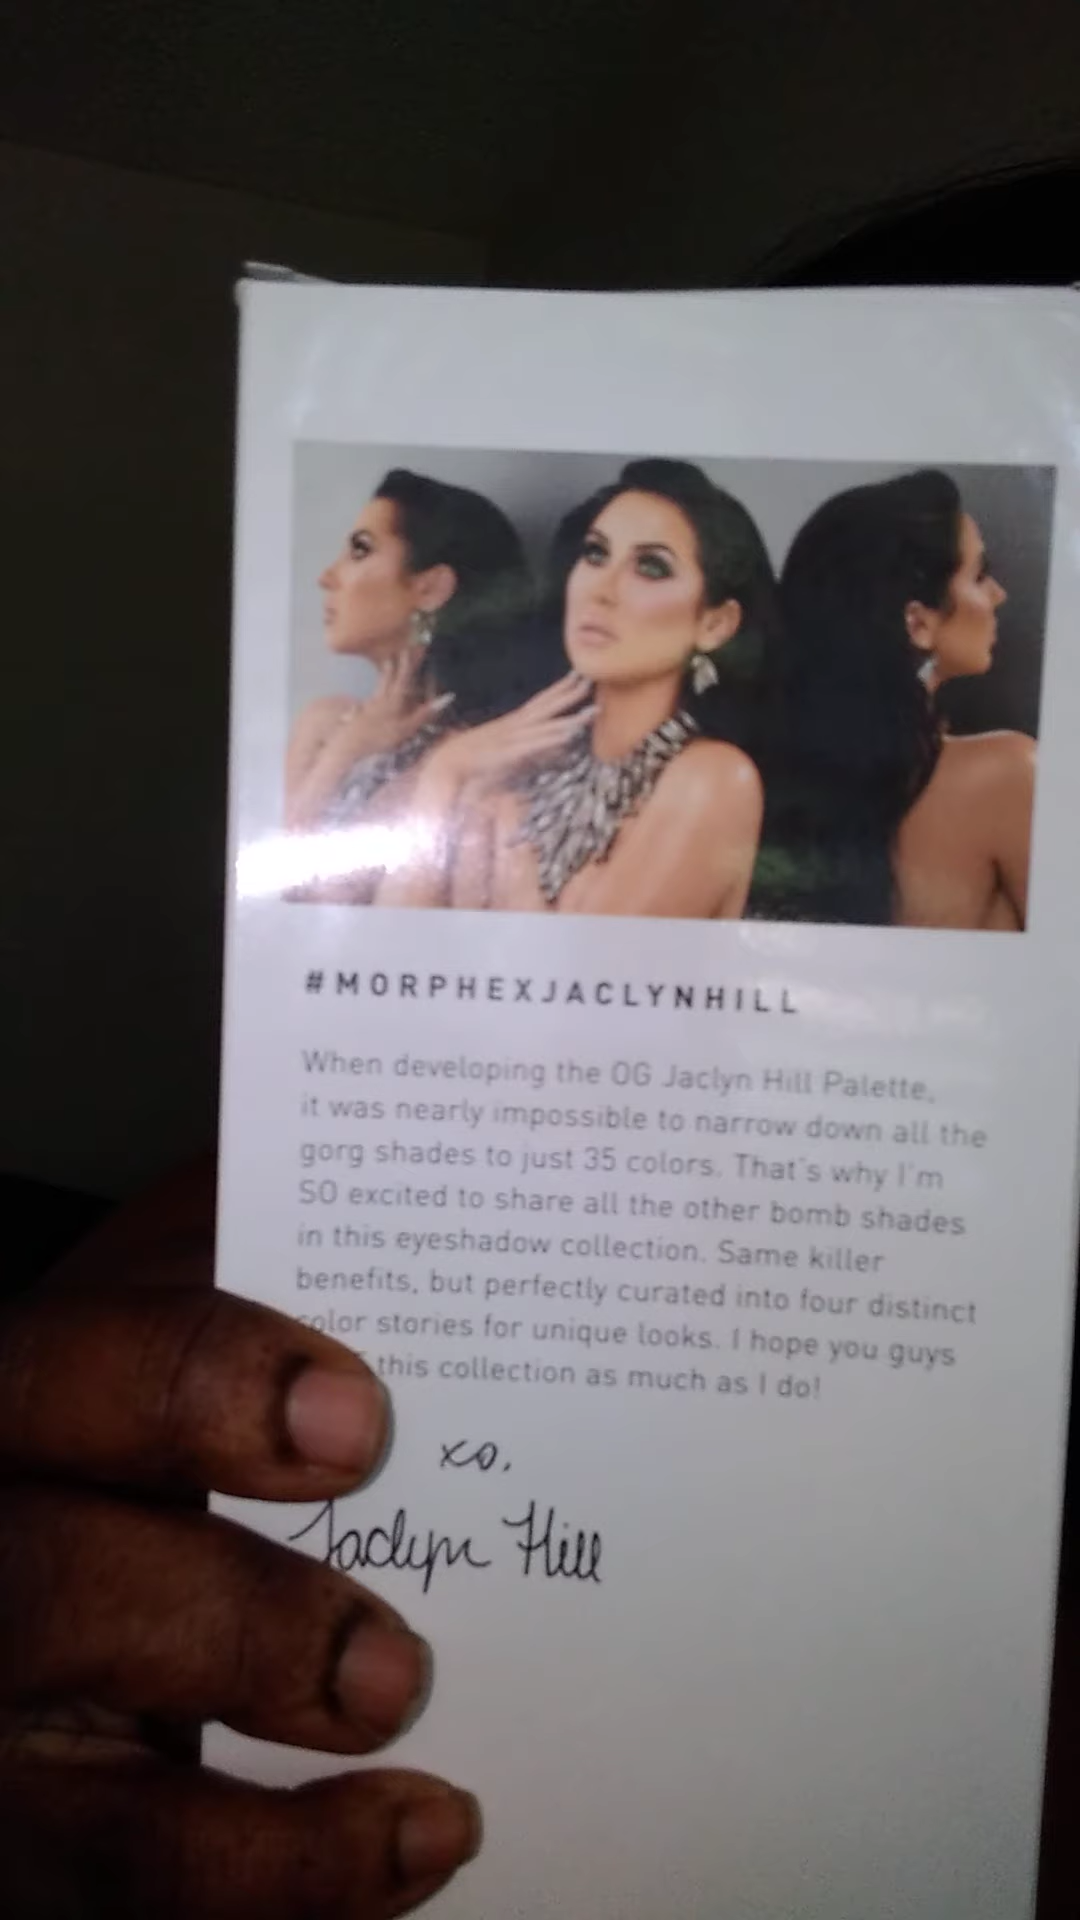 #MORPHEXJACLYNHILL
When developing the OG Jaclyn Hill Palette,
it was nearly impossible to narrow down all the
gorg shades to just 35 colors. That's why I'm
SO excited to share all the other bomb shades
in this eyeshadow collection. Same killer
benefits, but perfectly curated into four distinct
color stories for unique looks. I hope you guys
this collection as much as I do!
xo,
Jaclyn Hill